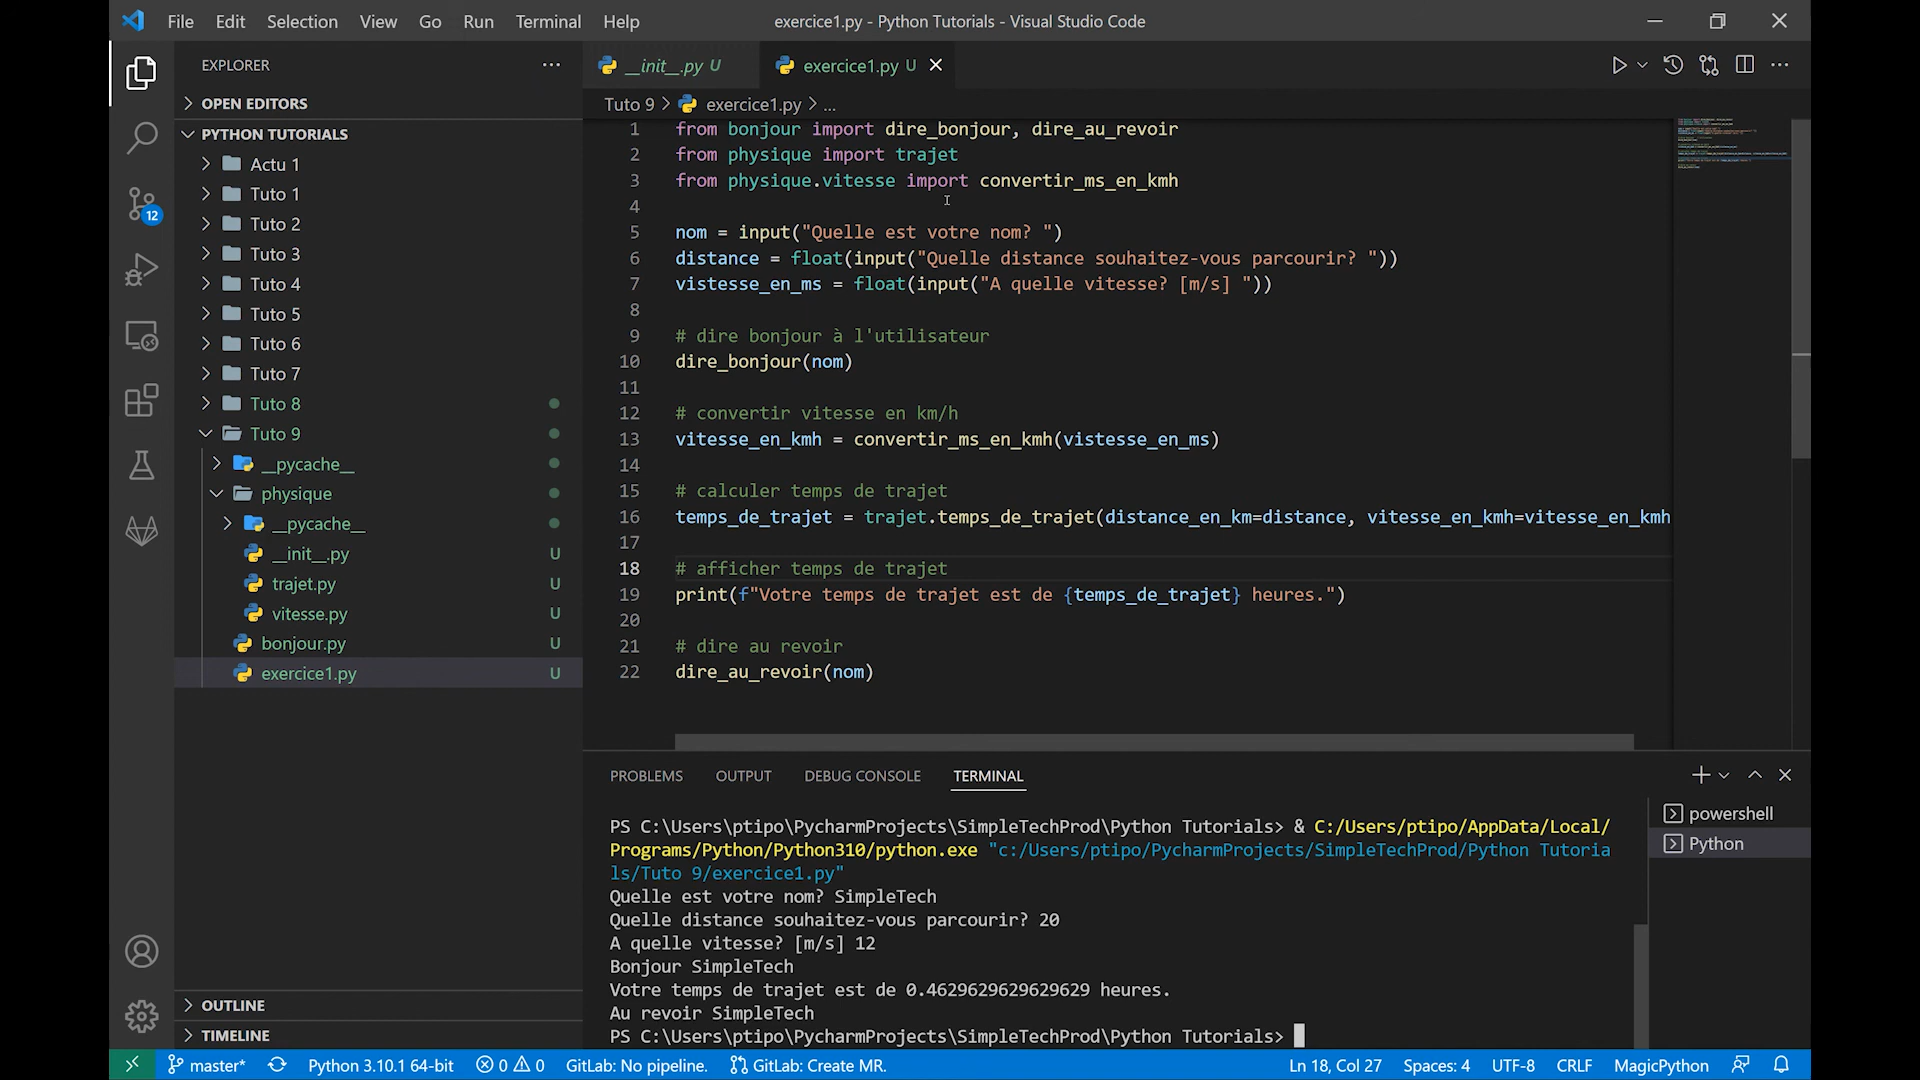 File Edit Selection View Go Run Terminal Help
exercice1.py - Python Tutorials - Visual Studio Code
EXPLORER
OPEN EDITORS
PYTHON TUTORIALS
Actu 1
Tuto 1
Tuto 2
Tuto 3
Tuto 4
Tuto 5
Tuto 6
Tuto 7
Tuto 8
Tuto 9
__pycache__
physique
__pycache__
__init__.py U
trajet.py U
vitesse.py U
bonjour.py U
exercice1.py U
OUTLINE
TIMELINE
12
__init__.py U
exercice1.py U
Tuto 9 > exercice1.py > ...
1 from bonjour import dire_bonjour, dire_au_revoir
2 from physique import trajet
3 from physique.vitesse import convertir_ms_en_kmh
4
5 nom = input("Quelle est votre nom? ")
6 distance = float(input("Quelle distance souhaitez-vous parcourir? "))
7 vistesse_en_ms = float(input("A quelle vitesse? [m/s] "))
8
9 # dire bonjour à l'utilisateur
10 dire_bonjour(nom)
11
12 # convertir vitesse en km/h
13 vitesse_en_kmh = convertir_ms_en_kmh(vistesse_en_ms)
14
15 # calculer temps de trajet
16 temps_de_trajet = trajet.temps_de_trajet(distance_en_km=distance, vitesse_en_kmh=vitesse_en_kmh
17
18 # afficher temps de trajet
19 print(f"Votre temps de trajet est de {temps_de_trajet} heures.")
20
21 # dire au revoir
22 dire_au_revoir(nom)
PROBLEMS OUTPUT DEBUG CONSOLE TERMINAL
PS C:\Users\ptipo\PycharmProjects\SimpleTechProd\Python Tutorials> & C:/Users/ptipo/AppData/Local/
Programs/Python/Python310/python.exe "c:/Users/ptipo/PycharmProjects/SimpleTechProd/Python Tutoria
ls/Tuto 9/exercice1.py"
Quelle est votre nom? SimpleTech
Quelle distance souhaitez-vous parcourir? 20
A quelle vitesse? [m/s] 12
Bonjour SimpleTech
Votre temps de trajet est de 0.4629629629629629 heures.
Au revoir SimpleTech
PS C:\Users\ptipo\PycharmProjects\SimpleTechProd\Python Tutorials>
powershell
Python
master* Python 3.10.1 64-bit 0 0 GitLab: No pipeline. GitLab: Create MR. Ln 18, Col 27 Spaces: 4 UTF-8 CRLF MagicPython